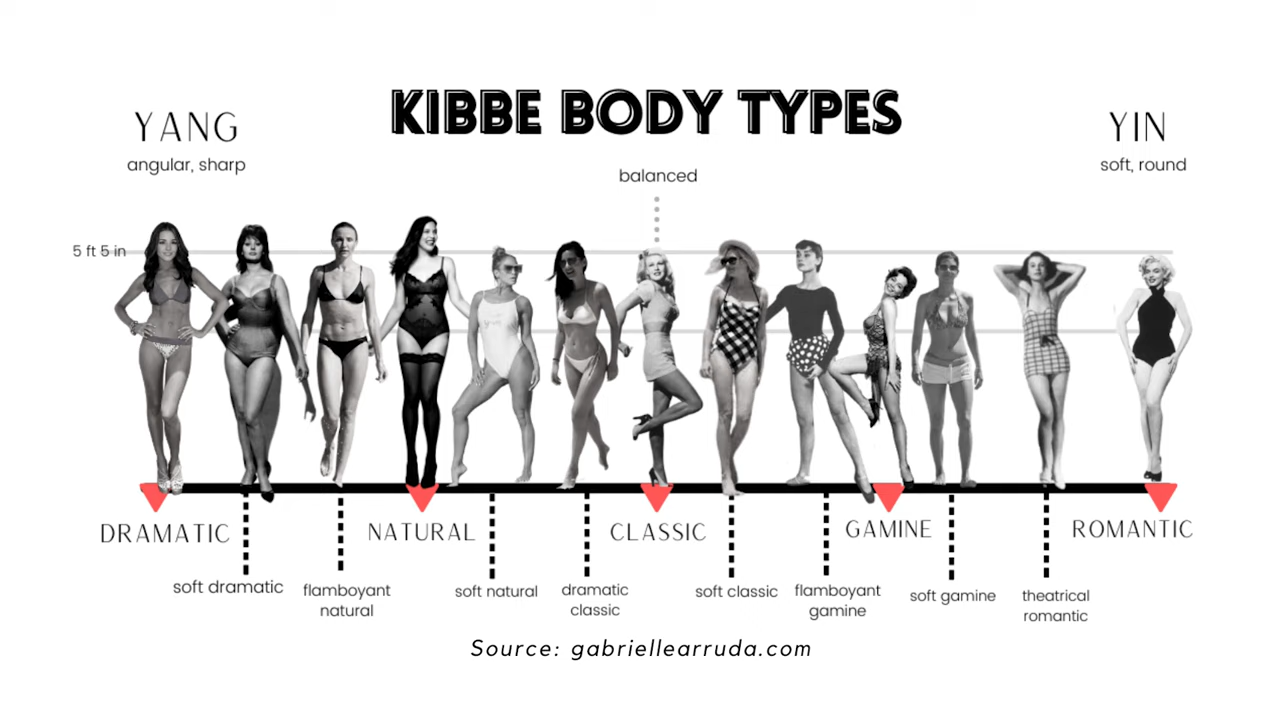 KIBBE BODY TYPES
YANG
angular, sharp
YIN
soft, round
balanced
5 ft 5 in
DRAMATIC
NATURAL
CLASSIC
GAMINE
ROMANTIC
soft dramatic
flamboyant
natural
soft natural
dramatic
classic
soft classic
flamboyant
gamine
soft gamine
theatrical
romantic
Source: gabriellearruda.com